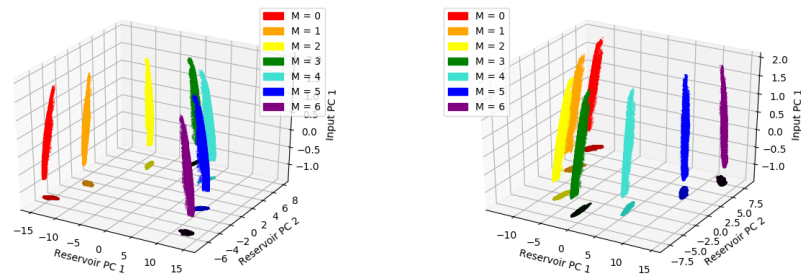 M = 0
M = 1
M = 2
M = 3
M = 4
M = 5
M = 6
0.0
−0.5
−1.0
Input PC 1
−15
−10
−5
0
5
10
15
Reservoir PC 1
−6
−4
−2
0
2
4
6
8
Reservoir PC 2
M = 0
M = 1
M = 2
M = 3
M = 4
M = 5
M = 6
2.0
1.5
1.0
0.5
0.0
−0.5
−1.0
Input PC 1
−10
−5
0
5
10
15
Reservoir PC 1
−7.5
−5.0
−2.5
0.0
2.5
5.0
7.5
Reservoir PC 2